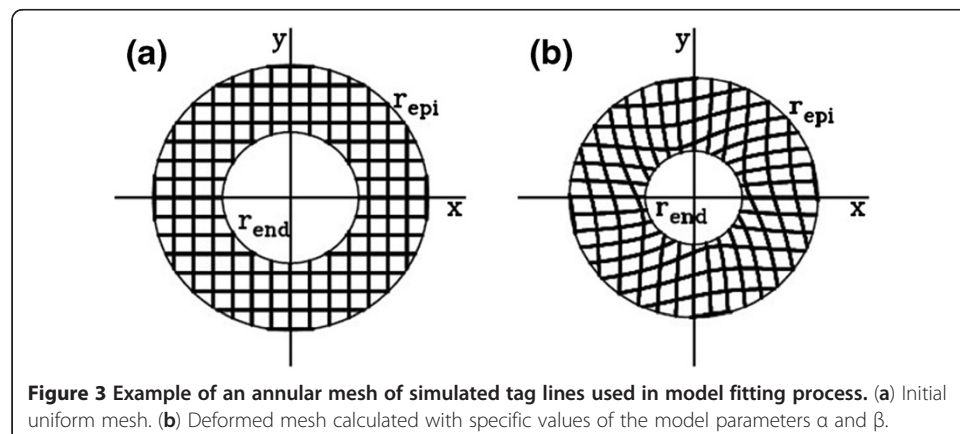 (a)
y
r_epi
x
r_end
(b)
y
r_epi
x
r_end
Figure 3 Example of an annular mesh of simulated tag lines used in model fitting process. (a) Initial
uniform mesh. (b) Deformed mesh calculated with specific values of the model parameters α and β.